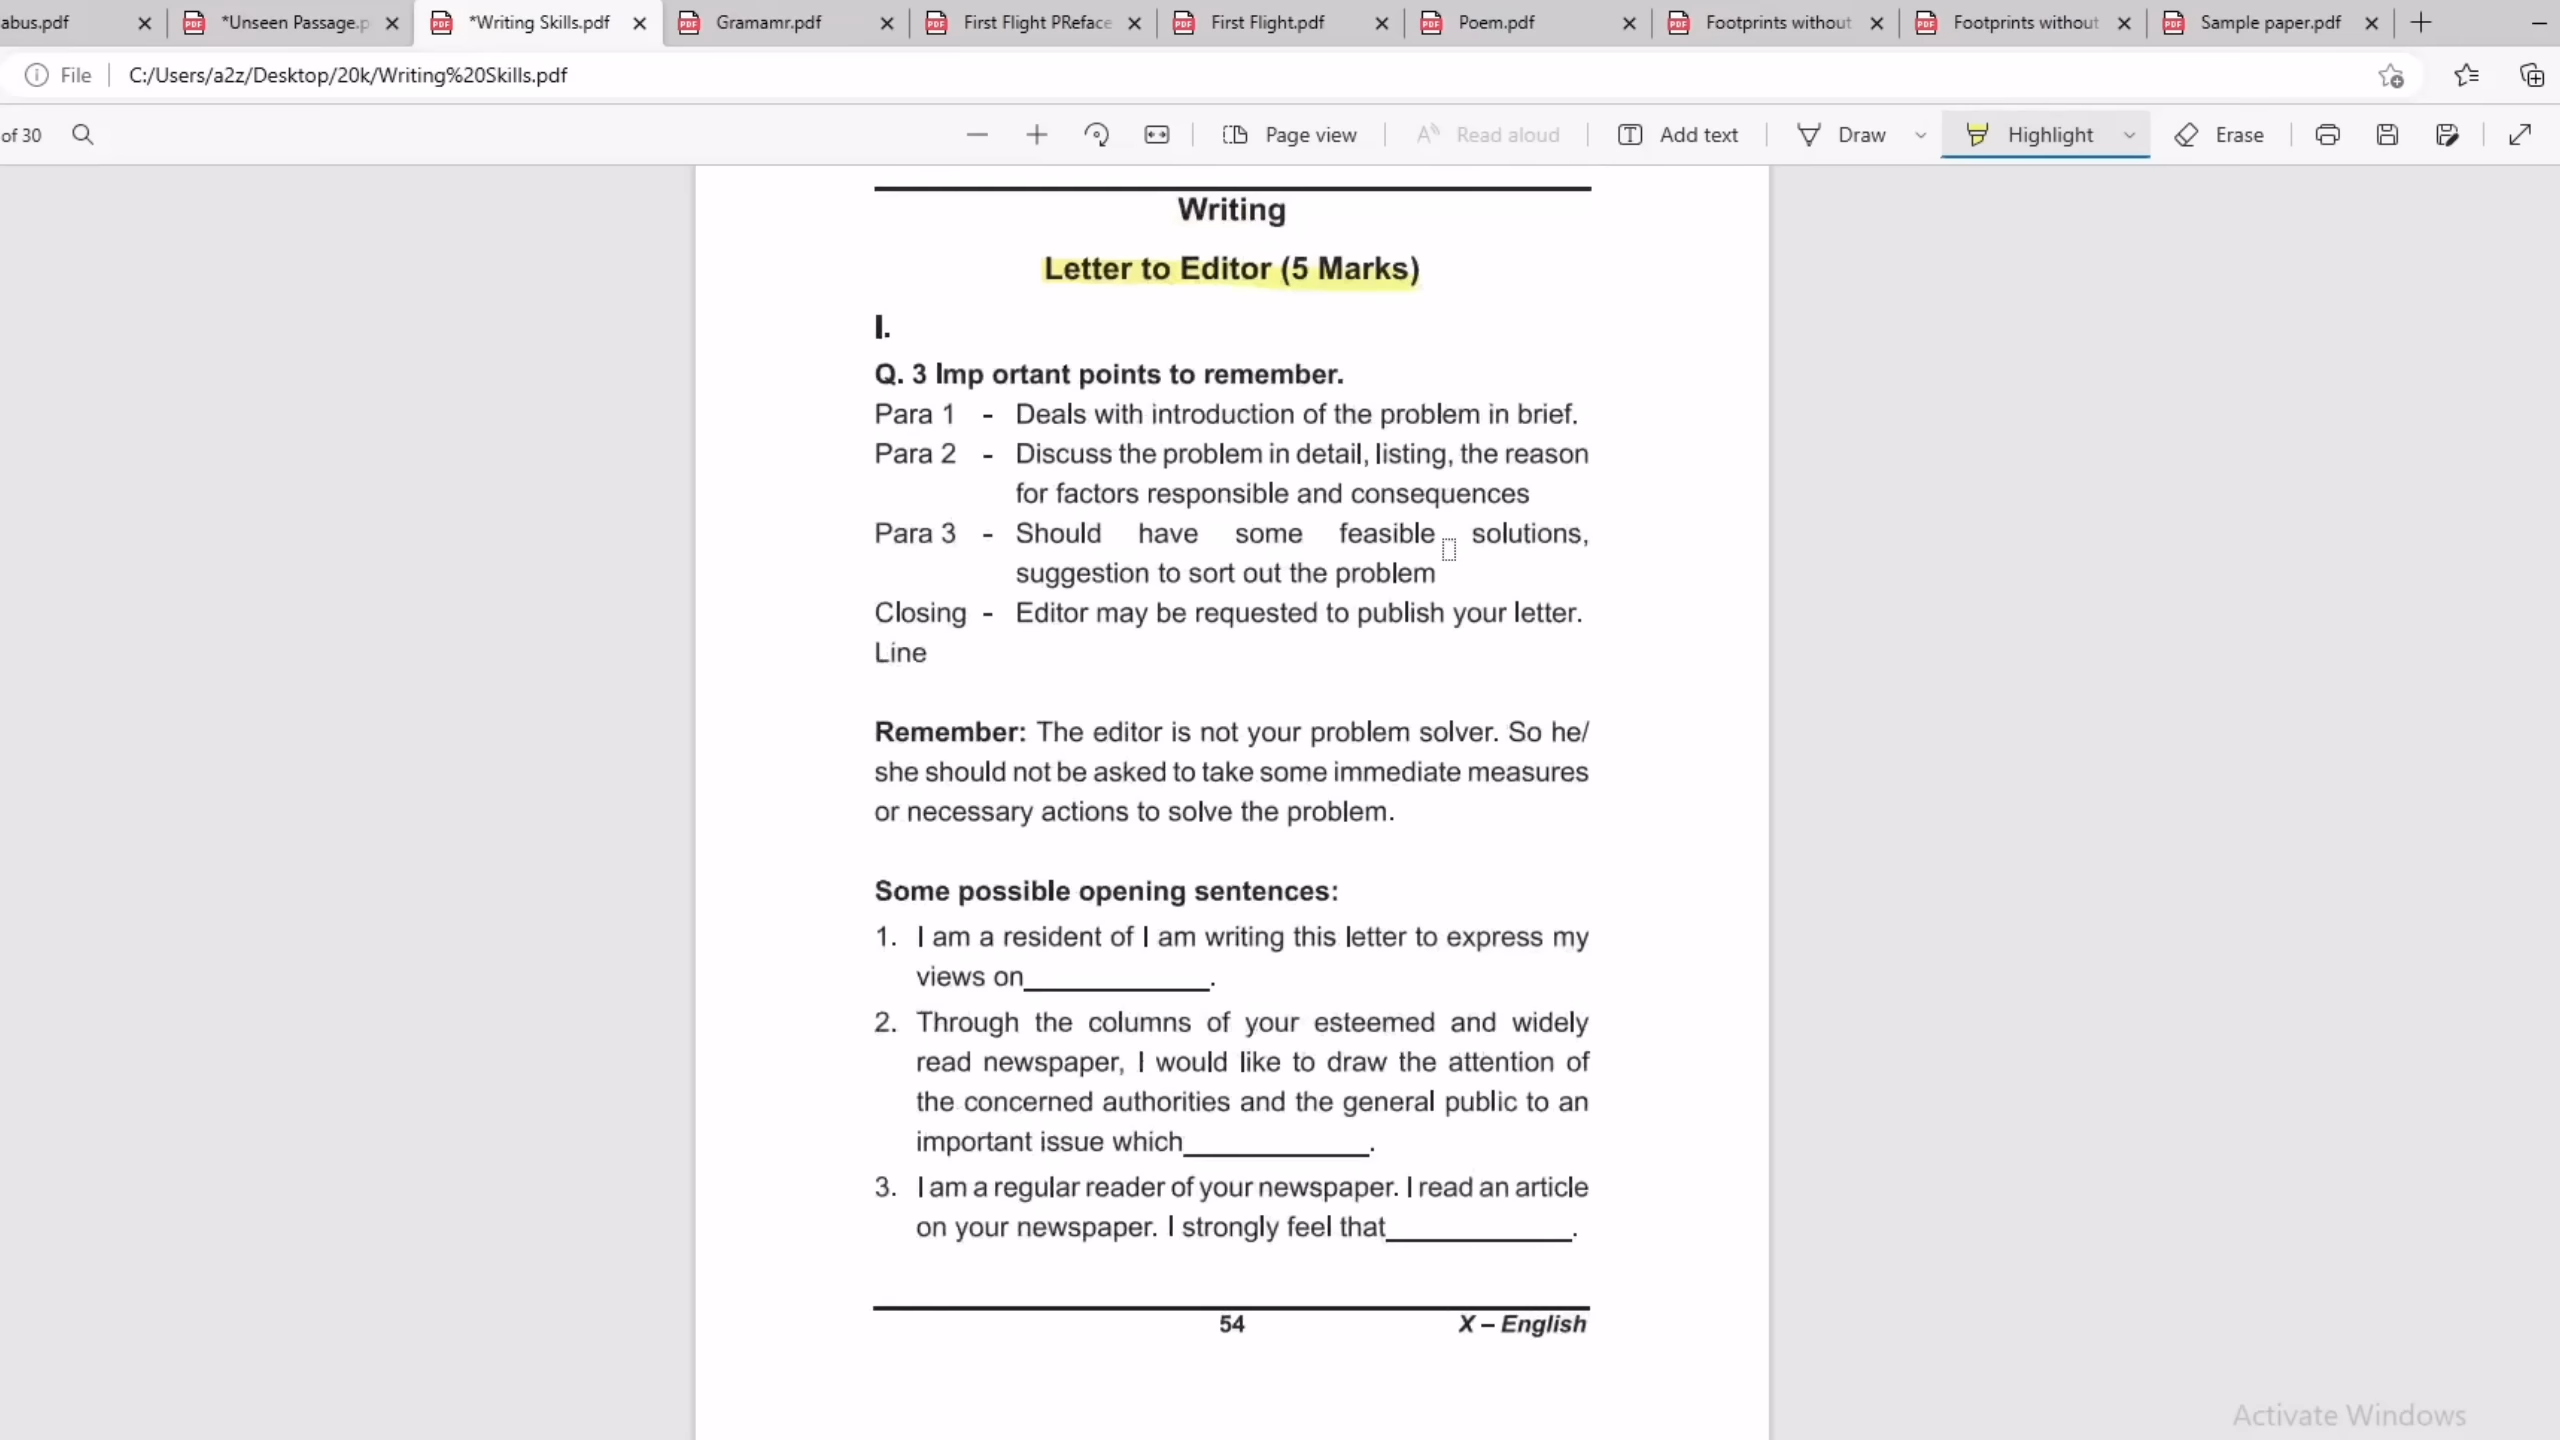 abus.pdf
*Unseen Passage.p
*Writing Skills.pdf
Gramamr.pdf
First Flight PReface
First Flight.pdf
Poem.pdf
Footprints without
Footprints without
Sample paper.pdf
File C:/Users/a2z/Desktop/20k/Writing%20Skills.pdf
of 30 Page view Read aloud Add text Draw Highlight Erase
Writing
Letter to Editor (5 Marks)
I.
Q. 3 Imp ortant points to remember.
Para 1 - Deals with introduction of the problem in brief.
Para 2 - Discuss the problem in detail, listing, the reason
for factors responsible and consequences
Para 3 - Should have some feasible solutions,
suggestion to sort out the problem
Closing - Editor may be requested to publish your letter.
Line
Remember: The editor is not your problem solver. So he/
she should not be asked to take some immediate measures
or necessary actions to solve the problem.
Some possible opening sentences:
1. I am a resident of I am writing this letter to express my
views on____________.
2. Through the columns of your esteemed and widely
read newspaper, I would like to draw the attention of
the concerned authorities and the general public to an
important issue which____________.
3. I am a regular reader of your newspaper. I read an article
on your newspaper. I strongly feel that____________.
54 X – English
Activate Windows